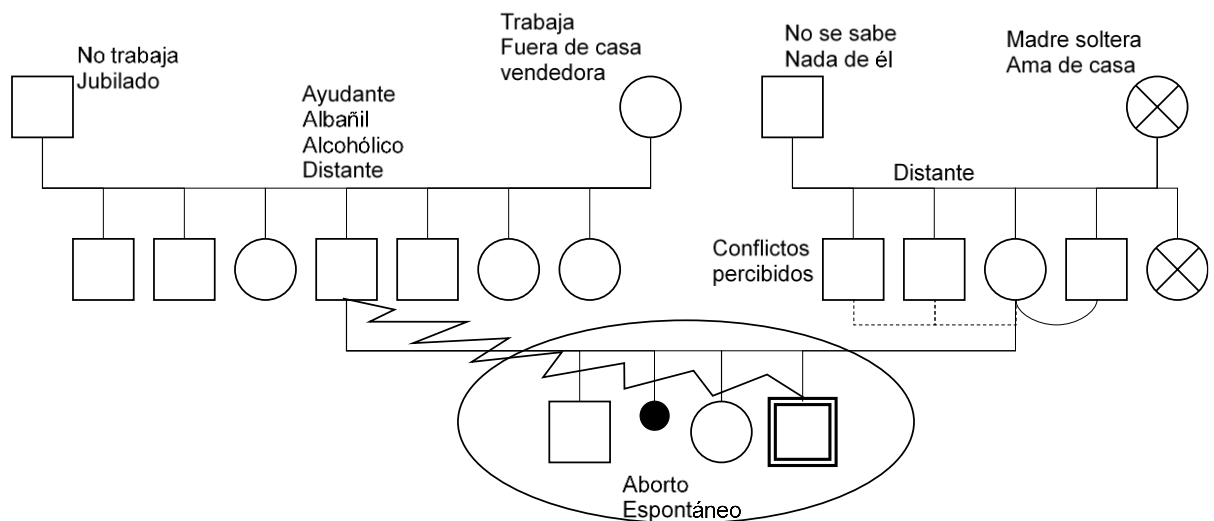 No trabaja
Jubilado
Ayudante
Albañil
Alcohólico
Distante
Trabaja
Fuera de casa
vendedora
No se sabe
Nada de él
Madre soltera
Ama de casa
Distante
Conflictos
percibidos
Aborto
Espontáneo